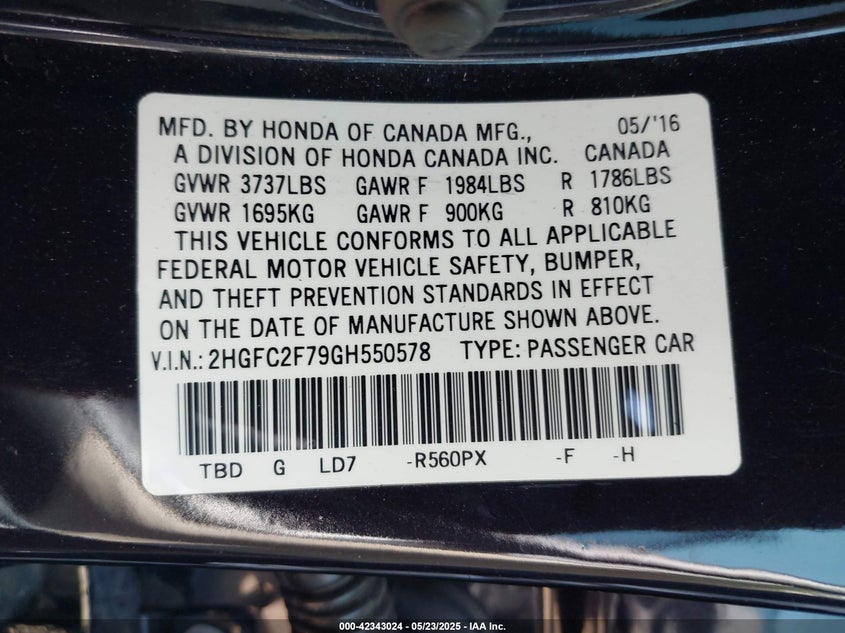 MFD. BY HONDA OF CANADA MFG., 05/'16
A DIVISION OF HONDA CANADA INC. CANADA
GVWR 3737LBS GAWR F 1984LBS R 1786LBS
GVWR 1695KG GAWR F 900KG R 810KG
THIS VEHICLE CONFORMS TO ALL APPLICABLE
FEDERAL MOTOR VEHICLE SAFETY, BUMPER,
AND THEFT PREVENTION STANDARDS IN EFFECT
ON THE DATE OF MANUFACTURE SHOWN ABOVE.
V.I.N.: 2HGFC2F79GH550578 TYPE: PASSENGER CAR
TBD G LD7 -R560PX -F -H
000-42343024 - 05/23/2025 - IAA Inc.